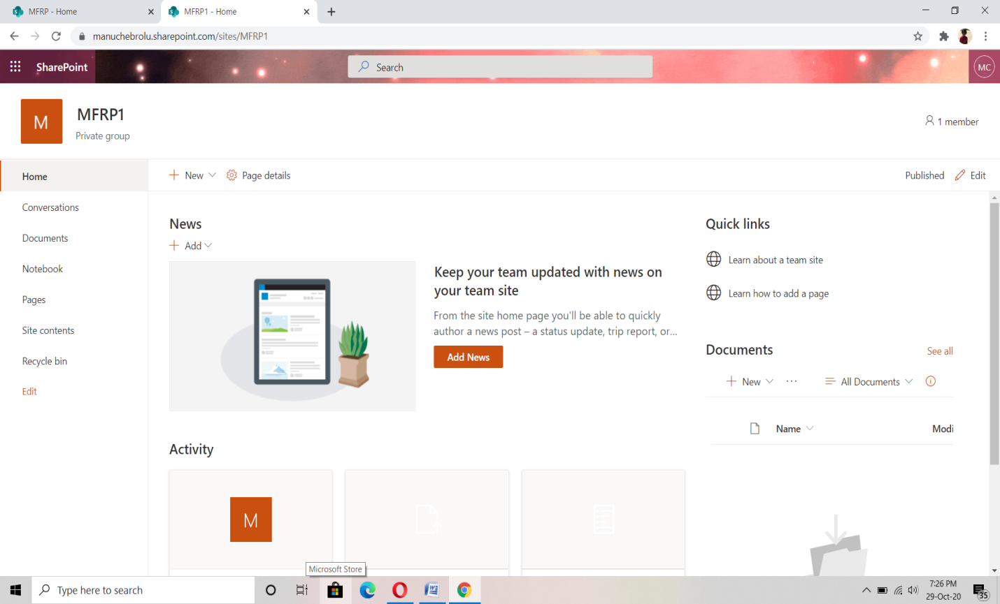 MFRP - Home
MFRP1 - Home
manuchebrolu.sharepoint.com/sites/MFRP1
SharePoint
Search
MC
M
MFRP1
Private group
1 member
Home
New
Page details
Published
Edit
Conversations
Documents
Notebook
Pages
Site contents
Recycle bin
Edit
News
Add
Keep your team updated with news on
your team site
From the site home page you'll be able to quickly
author a news post – a status update, trip report, or...
Add News
Quick links
Learn about a team site
Learn how to add a page
Documents
See all
New
All Documents
Name
Modi
Activity
M
Microsoft Store
Type here to search
7:26 PM
29-Oct-20
35